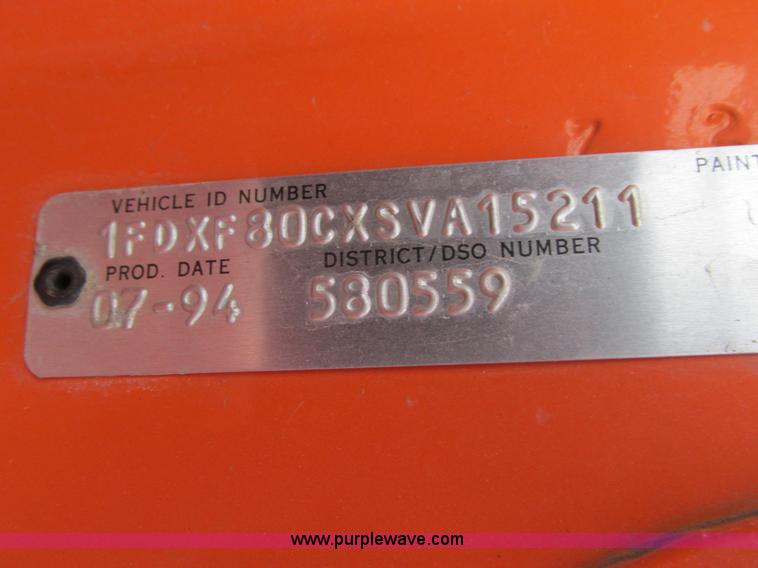 PAINT
VEHICLE ID NUMBER
1FDXF80CXSVA15211
PROD. DATE DISTRICT/DSO NUMBER
07-94 580559
www.purplewave.com